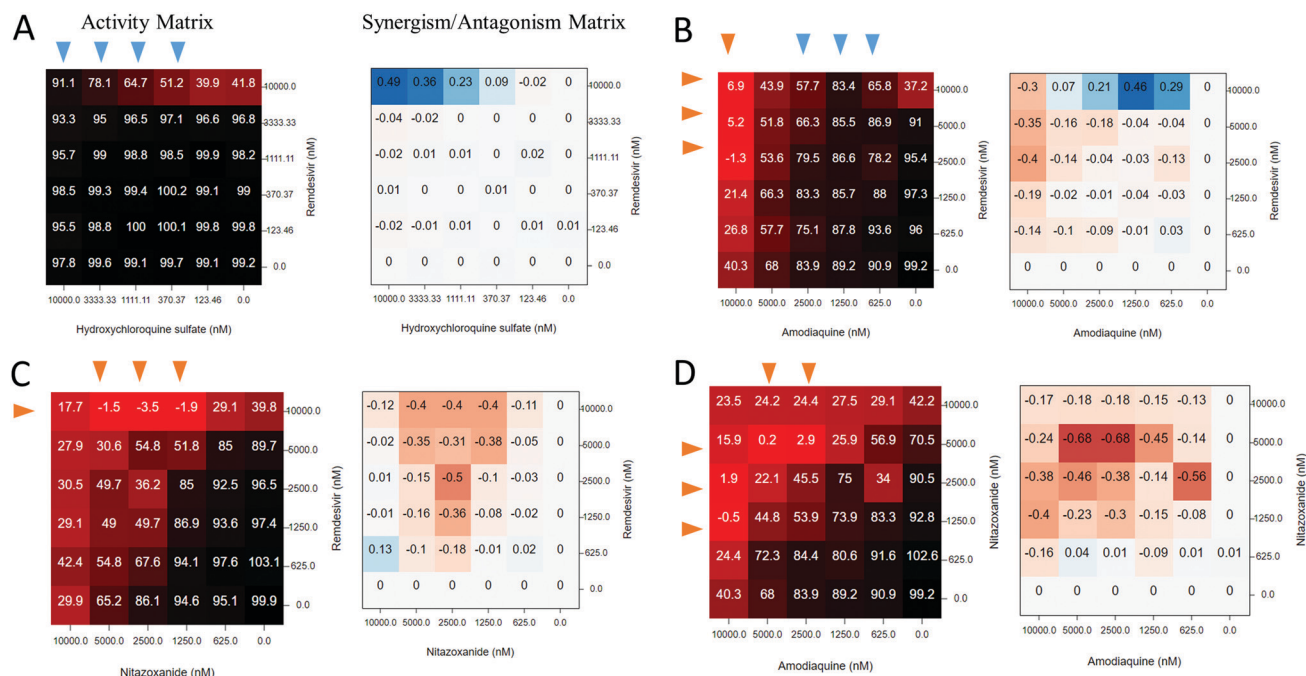 A
Activity Matrix
Synergism/Antagonism Matrix
91.1 78.1 64.7 51.2 39.9 41.8 40000.0
93.3 95 96.5 97.1 96.6 96.8 3333.33
95.7 99 98.8 98.5 99.9 98.2 1111.11
98.5 99.3 99.4 100.2 99.1 99 370.37
95.5 98.8 100 100.1 99.8 99.8 123.46
97.8 99.6 99.1 99.7 99.1 99.2 0.0
10000.0 3333.33 1111.11 370.37 123.46 0.0
Hydroxychloroquine sulfate (nM)
Remdesivir (nM)
0.49 0.36 0.23 0.09 -0.02 0 40000.0
-0.04 -0.02 0 0 0 0 3333.33
-0.02 0.01 0.01 0 0.02 0 1111.11
0.01 0 0 0.01 0 0 370.37
-0.02 -0.01 0 0 0.01 0.01 123.46
0 0 0 0 0 0 0.0
10000.0 3333.33 1111.11 370.37 123.46 0.0
Hydroxychloroquine sulfate (nM)
Remdesivir (nM)
B
6.9 43.9 57.7 83.4 65.8 37.2 40000.0
5.2 51.8 66.3 85.5 86.9 91 5000.0
-1.3 53.6 79.5 86.6 78.2 95.4 2500.0
21.4 66.3 83.3 85.7 88 97.3 1250.0
26.8 57.7 75.1 87.8 93.6 96 625.0
40.3 68 83.9 89.2 90.9 99.2 0.0
10000.0 5000.0 2500.0 1250.0 625.0 0.0
Amodiaquine (nM)
Remdesivir (nM)
-0.3 0.07 0.21 0.46 0.29 0 40000.0
-0.35 -0.16 -0.18 -0.04 -0.04 0 5000.0
-0.4 -0.14 -0.04 -0.03 -0.13 0 2500.0
-0.19 -0.02 -0.01 -0.04 -0.03 0 1250.0
-0.14 -0.1 -0.09 -0.01 0.03 0 625.0
0 0 0 0 0 0 0.0
10000.0 5000.0 2500.0 1250.0 625.0 0.0
Amodiaquine (nM)
Remdesivir (nM)
C
17.7 -1.5 -3.5 -1.9 29.1 39.8 40000.0
27.9 30.6 54.8 51.8 85 89.7 5000.0
30.5 49.7 36.2 85 92.5 96.5 2500.0
29.1 49 49.7 86.9 93.6 97.4 1250.0
42.4 54.8 67.6 94.1 97.6 103.1 625.0
29.9 65.2 86.1 94.6 95.1 99.9 0.0
10000.0 5000.0 2500.0 1250.0 625.0 0.0
Nitazoxanide (nM)
Remdesivir (nM)
-0.12 -0.4 -0.4 -0.4 -0.11 0 40000.0
-0.02 -0.35 -0.31 -0.38 -0.05 0 5000.0
0.01 -0.15 -0.5 -0.1 -0.03 0 2500.0
-0.01 -0.16 -0.36 -0.08 -0.02 0 1250.0
0.13 -0.1 -0.18 -0.01 0.02 0 625.0
0 0 0 0 0 0 0.0
10000.0 5000.0 2500.0 1250.0 625.0 0.0
Nitazoxanide (nM)
Remdesivir (nM)
D
23.5 24.2 24.4 27.5 29.1 42.2 40000.0
15.9 0.2 2.9 25.9 56.9 70.5 5000.0
1.9 22.1 45.5 75 34 90.5 2500.0
-0.5 44.8 53.9 73.9 83.3 92.8 1250.0
24.4 72.3 84.4 80.6 91.6 102.6 625.0
40.3 68 83.9 89.2 90.9 99.2 0.0
10000.0 5000.0 2500.0 1250.0 625.0 0.0
Amodiaquine (nM)
Nitazoxanide (nM)
-0.17 -0.18 -0.18 -0.15 -0.13 0 40000.0
-0.24 -0.68 -0.68 -0.45 -0.14 0 5000.0
-0.38 -0.46 -0.38 -0.14 -0.56 0 2500.0
-0.4 -0.23 -0.3 -0.15 -0.08 0 1250.0
-0.16 0.04 0.01 -0.09 0.01 0.01 625.0
0 0 0 0 0 0 0.0
10000.0 5000.0 2500.0 1250.0 625.0 0.0
Amodiaquine (nM)
Nitazoxanide (nM)